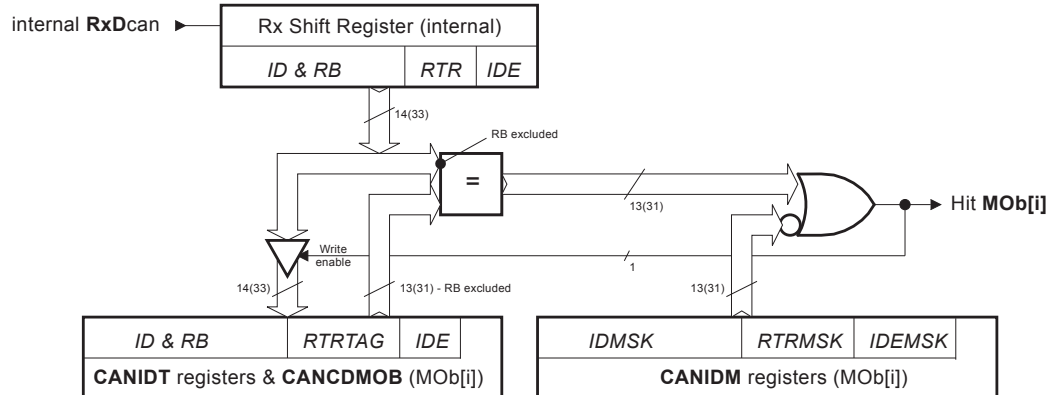 internal RxDcan
Rx Shift Register (internal)
ID & RB RTR IDE
14(33)
RB excluded
=
13(31)
Hit MOb[i]
Write
enable
1
14(33)
13(31) - RB excluded
13(31)
ID & RB RTRTAG IDE
CANIDT registers & CANCDMOB (MOb[i])
IDMSK RTRMSK IDEMSK
CANIDM registers (MOb[i])